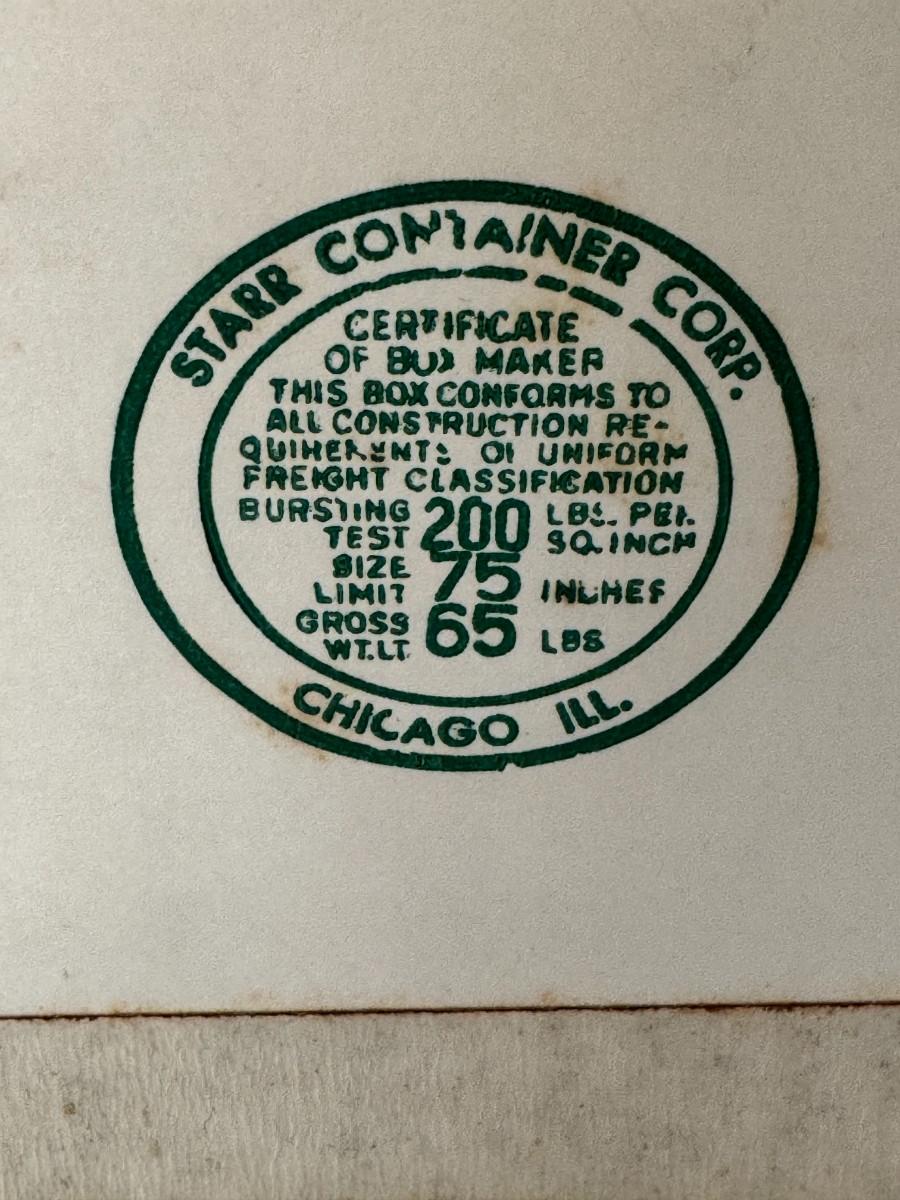 STARR CONTAINER CORP.
CERTIFICATE
OF BOX MAKER
THIS BOX CONFORMS TO
ALL CONSTRUCTION RE-
QUIREMENTS OF UNIFORM
FREIGHT CLASSIFICATION
BURSTING TEST 200 LBS. PER SQ. INCH
SIZE LIMIT 75 INCHES
GROSS WT. LT. 65 LBS
CHICAGO ILL.